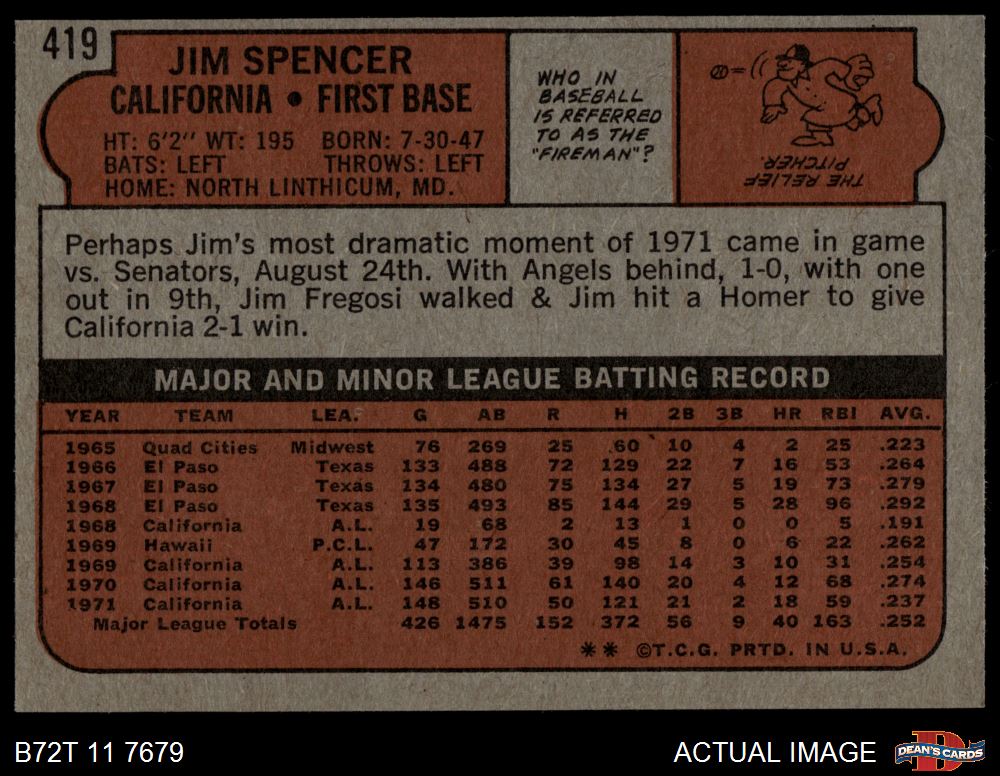 419
JIM SPENCER
CALIFORNIA • FIRST BASE
HT: 6'2'' WT: 195 BORN: 7-30-47
BATS: LEFT THROWS: LEFT
HOME: NORTH LINTHICUM, MD.
WHO IN
BASEBALL
IS REFERRED
TO AS THE
"FIREMAN"?
THE RELIEF
PITCHER.
Perhaps Jim's most dramatic moment of 1971 came in game
vs. Senators, August 24th. With Angels behind, 1-0, with one
out in 9th, Jim Fregosi walked & Jim hit a Homer to give
California 2-1 win.
MAJOR AND MINOR LEAGUE BATTING RECORD
YEAR TEAM LEA. G AB R H 2B 3B HR RBI AVG.
1965 Quad Cities Midwest 76 269 25 60 10 4 2 25 .223
1966 El Paso Texas 133 488 72 129 22 7 16 53 .264
1967 El Paso Texas 134 480 75 134 27 5 19 73 .279
1968 El Paso Texas 135 493 85 144 29 5 28 96 .292
1968 California A.L. 19 68 2 13 1 0 0 5 .191
1969 Hawaii P.C.L. 47 172 30 45 8 0 6 22 .262
1969 California A.L. 113 386 39 98 14 3 10 31 .254
1970 California A.L. 146 511 61 140 20 4 12 68 .274
1971 California A.L. 148 510 50 121 21 2 18 59 .237
Major League Totals 426 1475 152 372 56 9 40 163 .252
** ©T.C.G. PRTD. IN U.S.A.
B72T 11 7679
ACTUAL IMAGE
DEAN'S CARDS